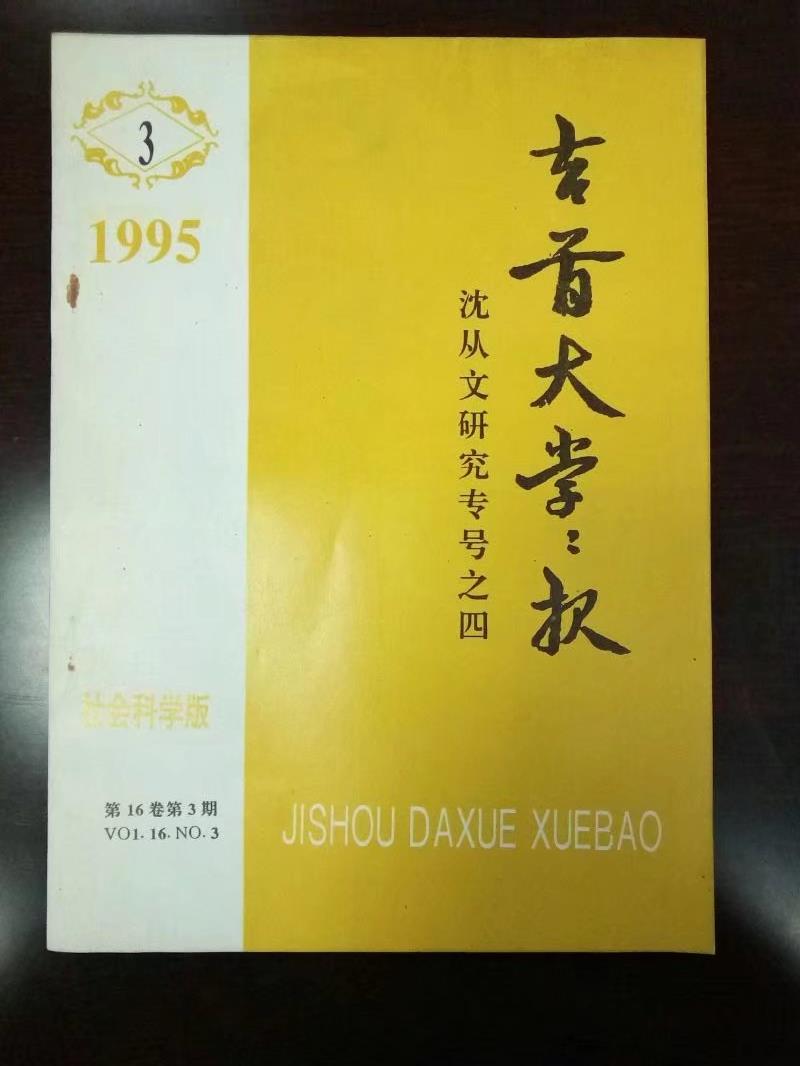 3
1995
吉首大学〻报
沈从文研究专号之四
社会科学版
第16卷第3期
VO1.16.NO.3
JISHOU DAXUE XUEBAO